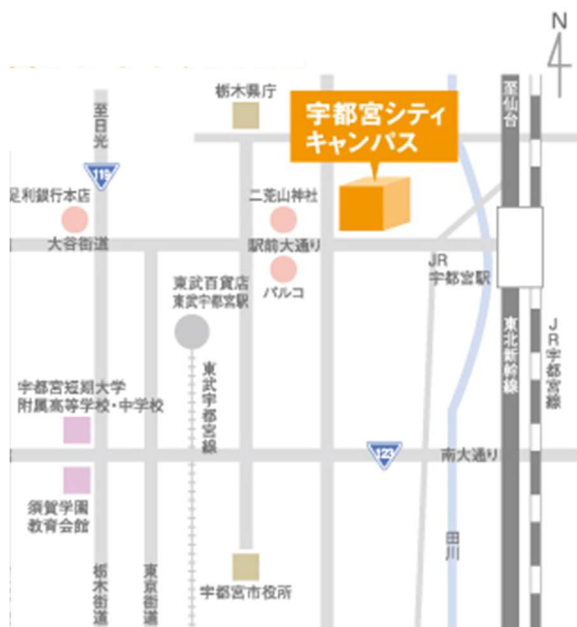 N
栃木県庁
宇都宮シティ
キャンパス
至日光
至仙台
119
足利銀行本店
二荒山神社
大谷街道
駅前大通り
JR
宇都宮駅
パルコ
東武百貨店
東武宇都宮駅
東武宇都宮線
東北新幹線
JR宇都宮線
宇都宮短期大学
附属高等学校・中学校
123
南大通り
須賀学園
教育会館
田川
栃木街道
東京街道
宇都宮市役所